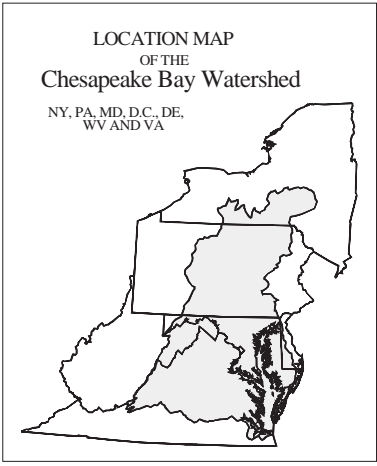 LOCATION MAP
OF THE
Chesapeake Bay Watershed
NY, PA, MD, D.C., DE,
WV AND VA